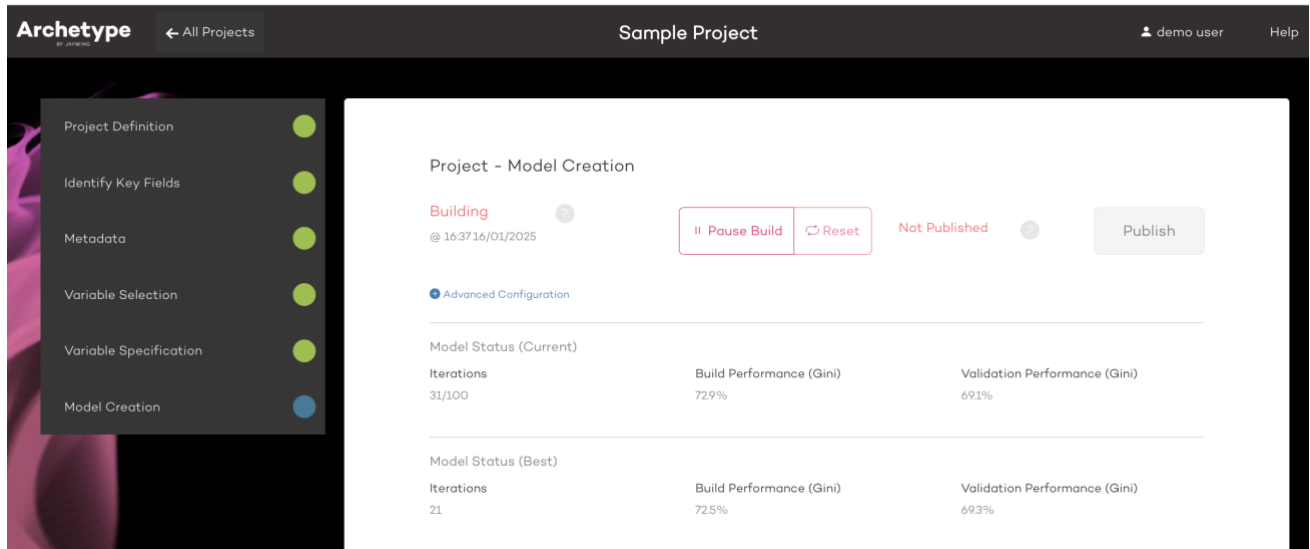 Archetype
BY JAYWING
← All Projects
Sample Project
demo user
Help
Project Definition
Identify Key Fields
Metadata
Variable Selection
Variable Specification
Model Creation
Project - Model Creation
Building
?
@ 16:37 16/01/2025
Pause Build
Reset
Not Published
?
Publish
Advanced Configuration
Model Status (Current)
Iterations
Build Performance (Gini)
Validation Performance (Gini)
31/100
72.9%
69.1%
Model Status (Best)
Iterations
Build Performance (Gini)
Validation Performance (Gini)
21
72.5%
69.3%